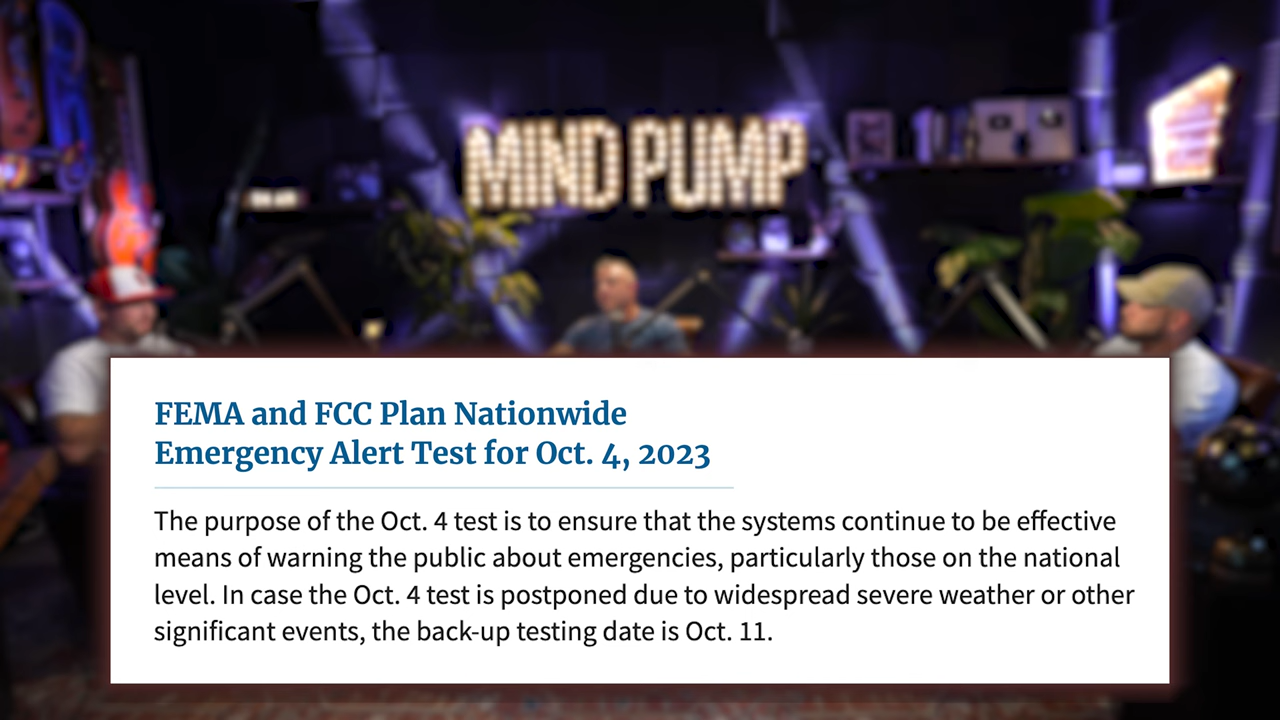 MIND PUMP
FEMA and FCC Plan Nationwide
Emergency Alert Test for Oct. 4, 2023
The purpose of the Oct. 4 test is to ensure that the systems continue to be effective
means of warning the public about emergencies, particularly those on the national
level. In case the Oct. 4 test is postponed due to widespread severe weather or other
significant events, the back-up testing date is Oct. 11.